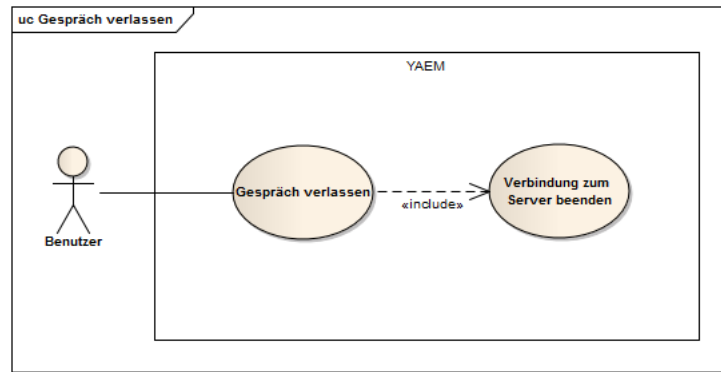 uc Gespräch verlassen
YAEM
Gespräch verlassen
«include»
Verbindung zum
Server beenden
Benutzer